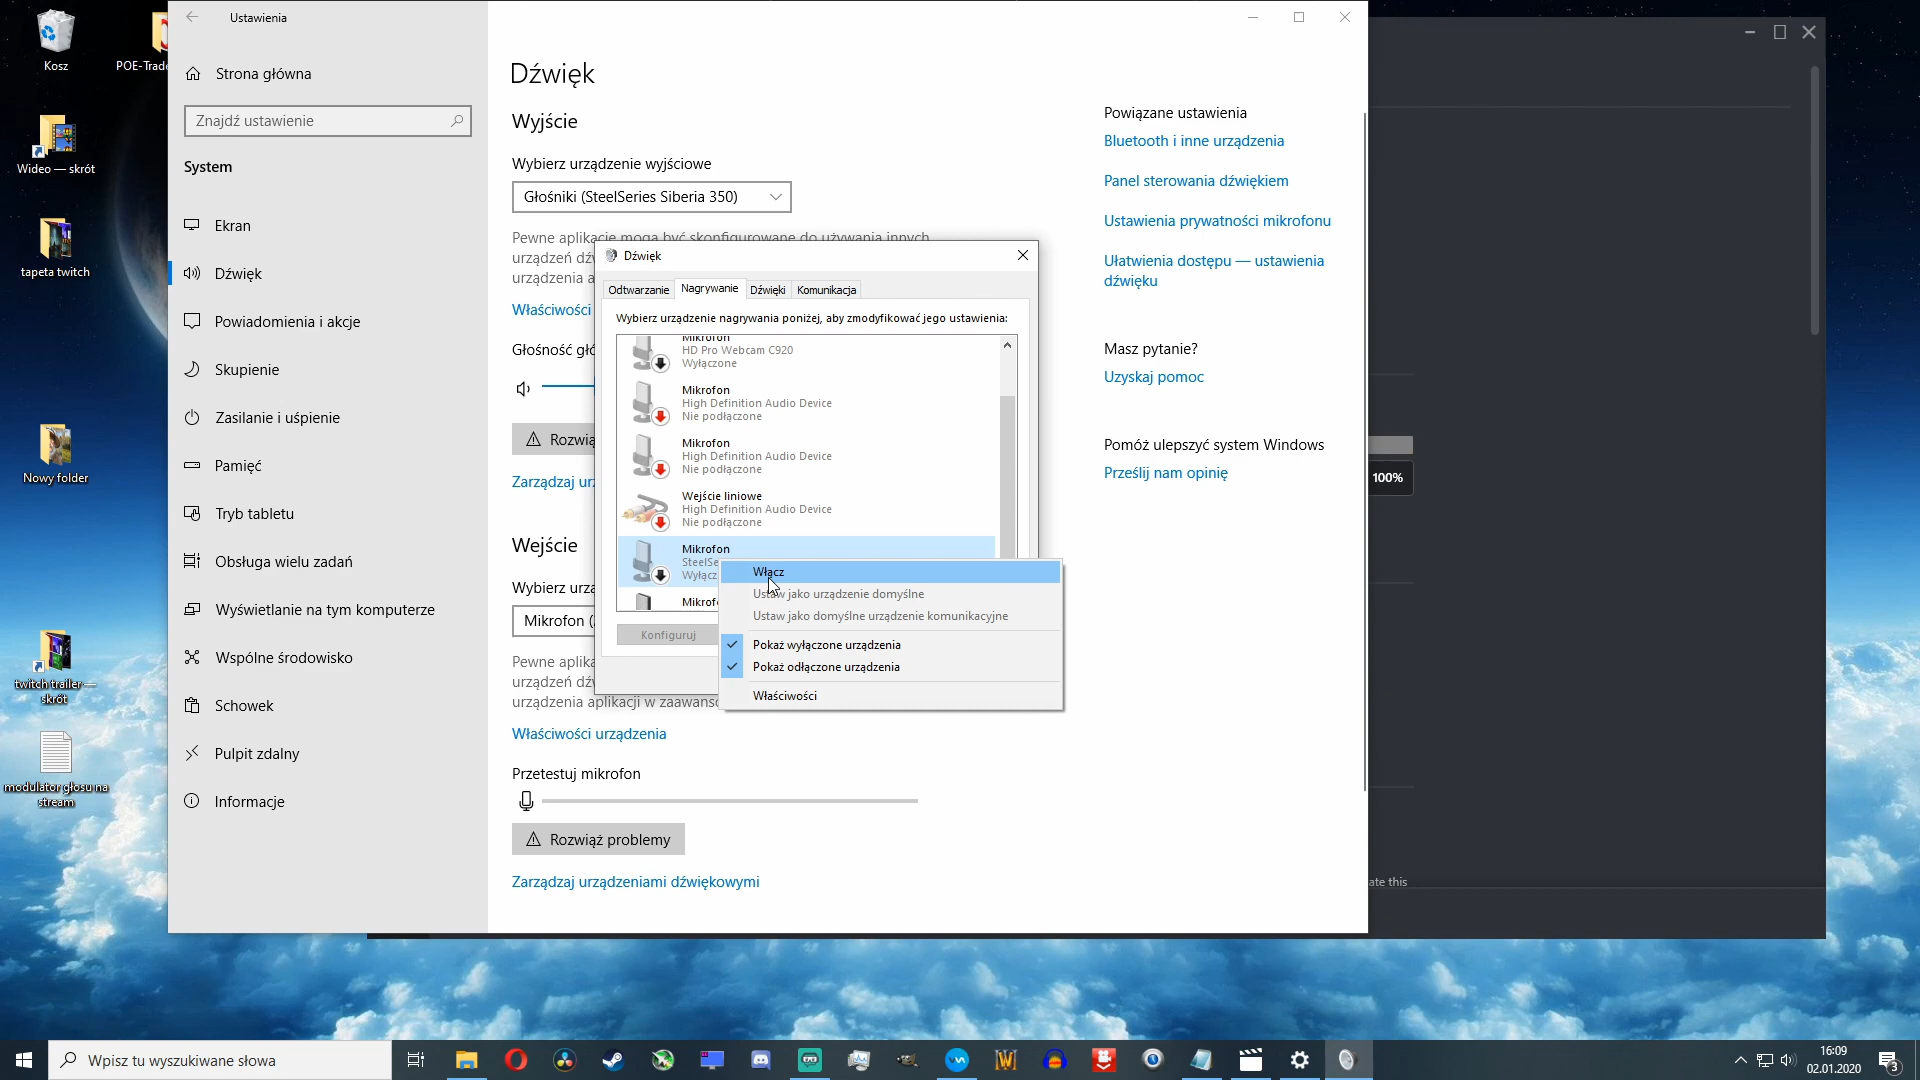 Kosz
POE-Trade
Wideo — skrót
tapeta twitch
Nowy folder
twitch trailer —
skrót
modulator głosu na
stream
Ustawienia
Strona główna
Znajdź ustawienie
System
Ekran
Dźwięk
Powiadomienia i akcje
Skupienie
Zasilanie i uśpienie
Pamięć
Tryb tabletu
Obsługa wielu zadań
Wyświetlanie na tym komputerze
Wspólne środowisko
Schowek
Pulpit zdalny
Informacje
Dźwięk
Wyjście
Wybierz urządzenie wyjściowe
Głośniki (SteelSeries Siberia 350)
Pewne aplikacje mogą być skonfigurowane do używania innych
urządzeń dźw
urządzenia a
Właściwości
Głośność głó
Rozwią
Zarządzaj urz
Wejście
Wybierz urzą
Mikrofon (
Pewne aplika
urządzeń dźw
urządzenia aplikacji w zaawanso
Właściwości urządzenia
Przetestuj mikrofon
Rozwiąż problemy
Zarządzaj urządzeniami dźwiękowymi
Dźwięk
Odtwarzanie
Nagrywanie
Dźwięki
Komunikacja
Wybierz urządzenie nagrywania poniżej, aby zmodyfikować jego ustawienia:
Mikrofon
HD Pro Webcam C920
Wyłączone
Mikrofon
High Definition Audio Device
Nie podłączone
Mikrofon
High Definition Audio Device
Nie podłączone
Wejście liniowe
High Definition Audio Device
Nie podłączone
Mikrofon
SteelSe
Wyłącz
Mikrof
Konfiguruj
Włącz
Ustaw jako urządzenie domyślne
Ustaw jako domyślne urządzenie komunikacyjne
Pokaż wyłączone urządzenia
Pokaż odłączone urządzenia
Właściwości
Powiązane ustawienia
Bluetooth i inne urządzenia
Panel sterowania dźwiękiem
Ustawienia prywatności mikrofonu
Ułatwienia dostępu — ustawienia
dźwięku
Masz pytanie?
Uzyskaj pomoc
Pomóż ulepszyć system Windows
Prześlij nam opinię
100%
ate this
Wpisz tu wyszukiwane słowa
16:09
02.01.2020
3